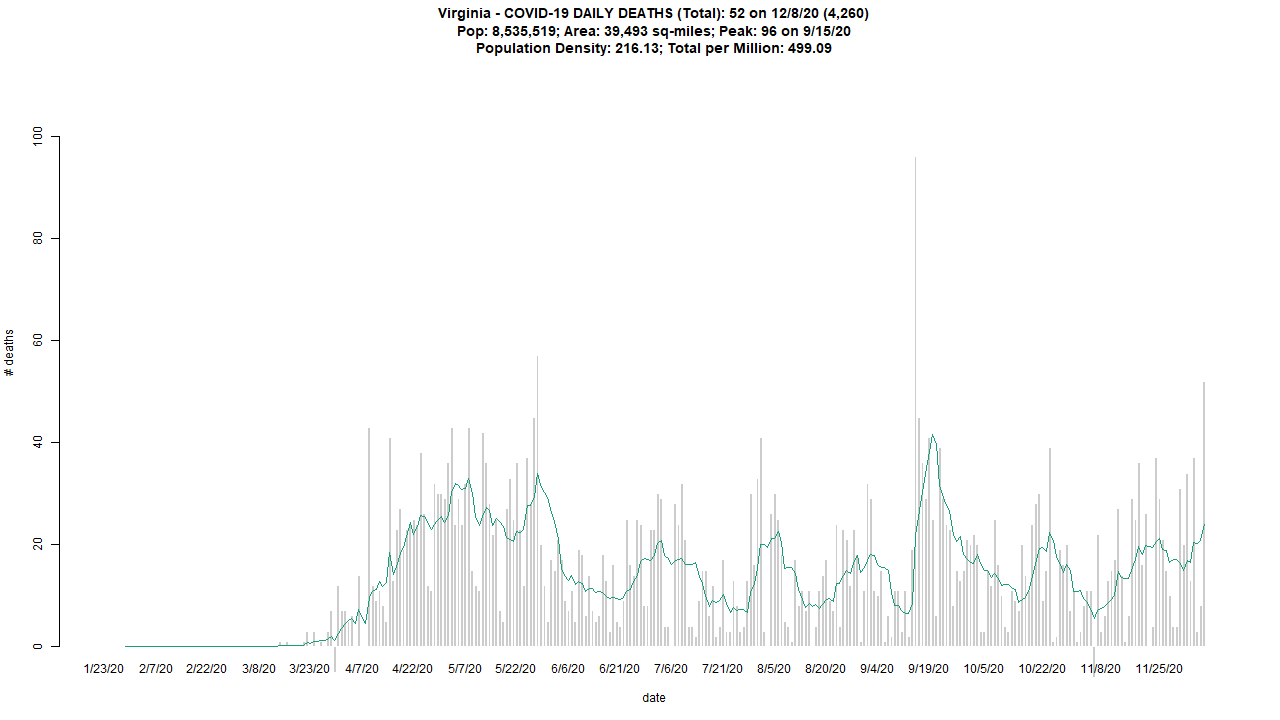 Virginia - COVID-19 DAILY DEATHS (Total): 52 on 12/8/20 (4,260)
Pop: 8,535,519; Area: 39,493 sq-miles; Peak: 96 on 9/15/20
Population Density: 216.13; Total per Million: 499.09
100
80
60
40
20
0
# deaths
1/23/20 2/7/20 2/22/20 3/8/20 3/23/20 4/7/20 4/22/20 5/7/20 5/22/20 6/6/20 6/21/20 7/6/20 7/21/20 8/5/20 8/20/20 9/4/20 9/19/20 10/5/20 10/22/20 11/8/20 11/25/20
date